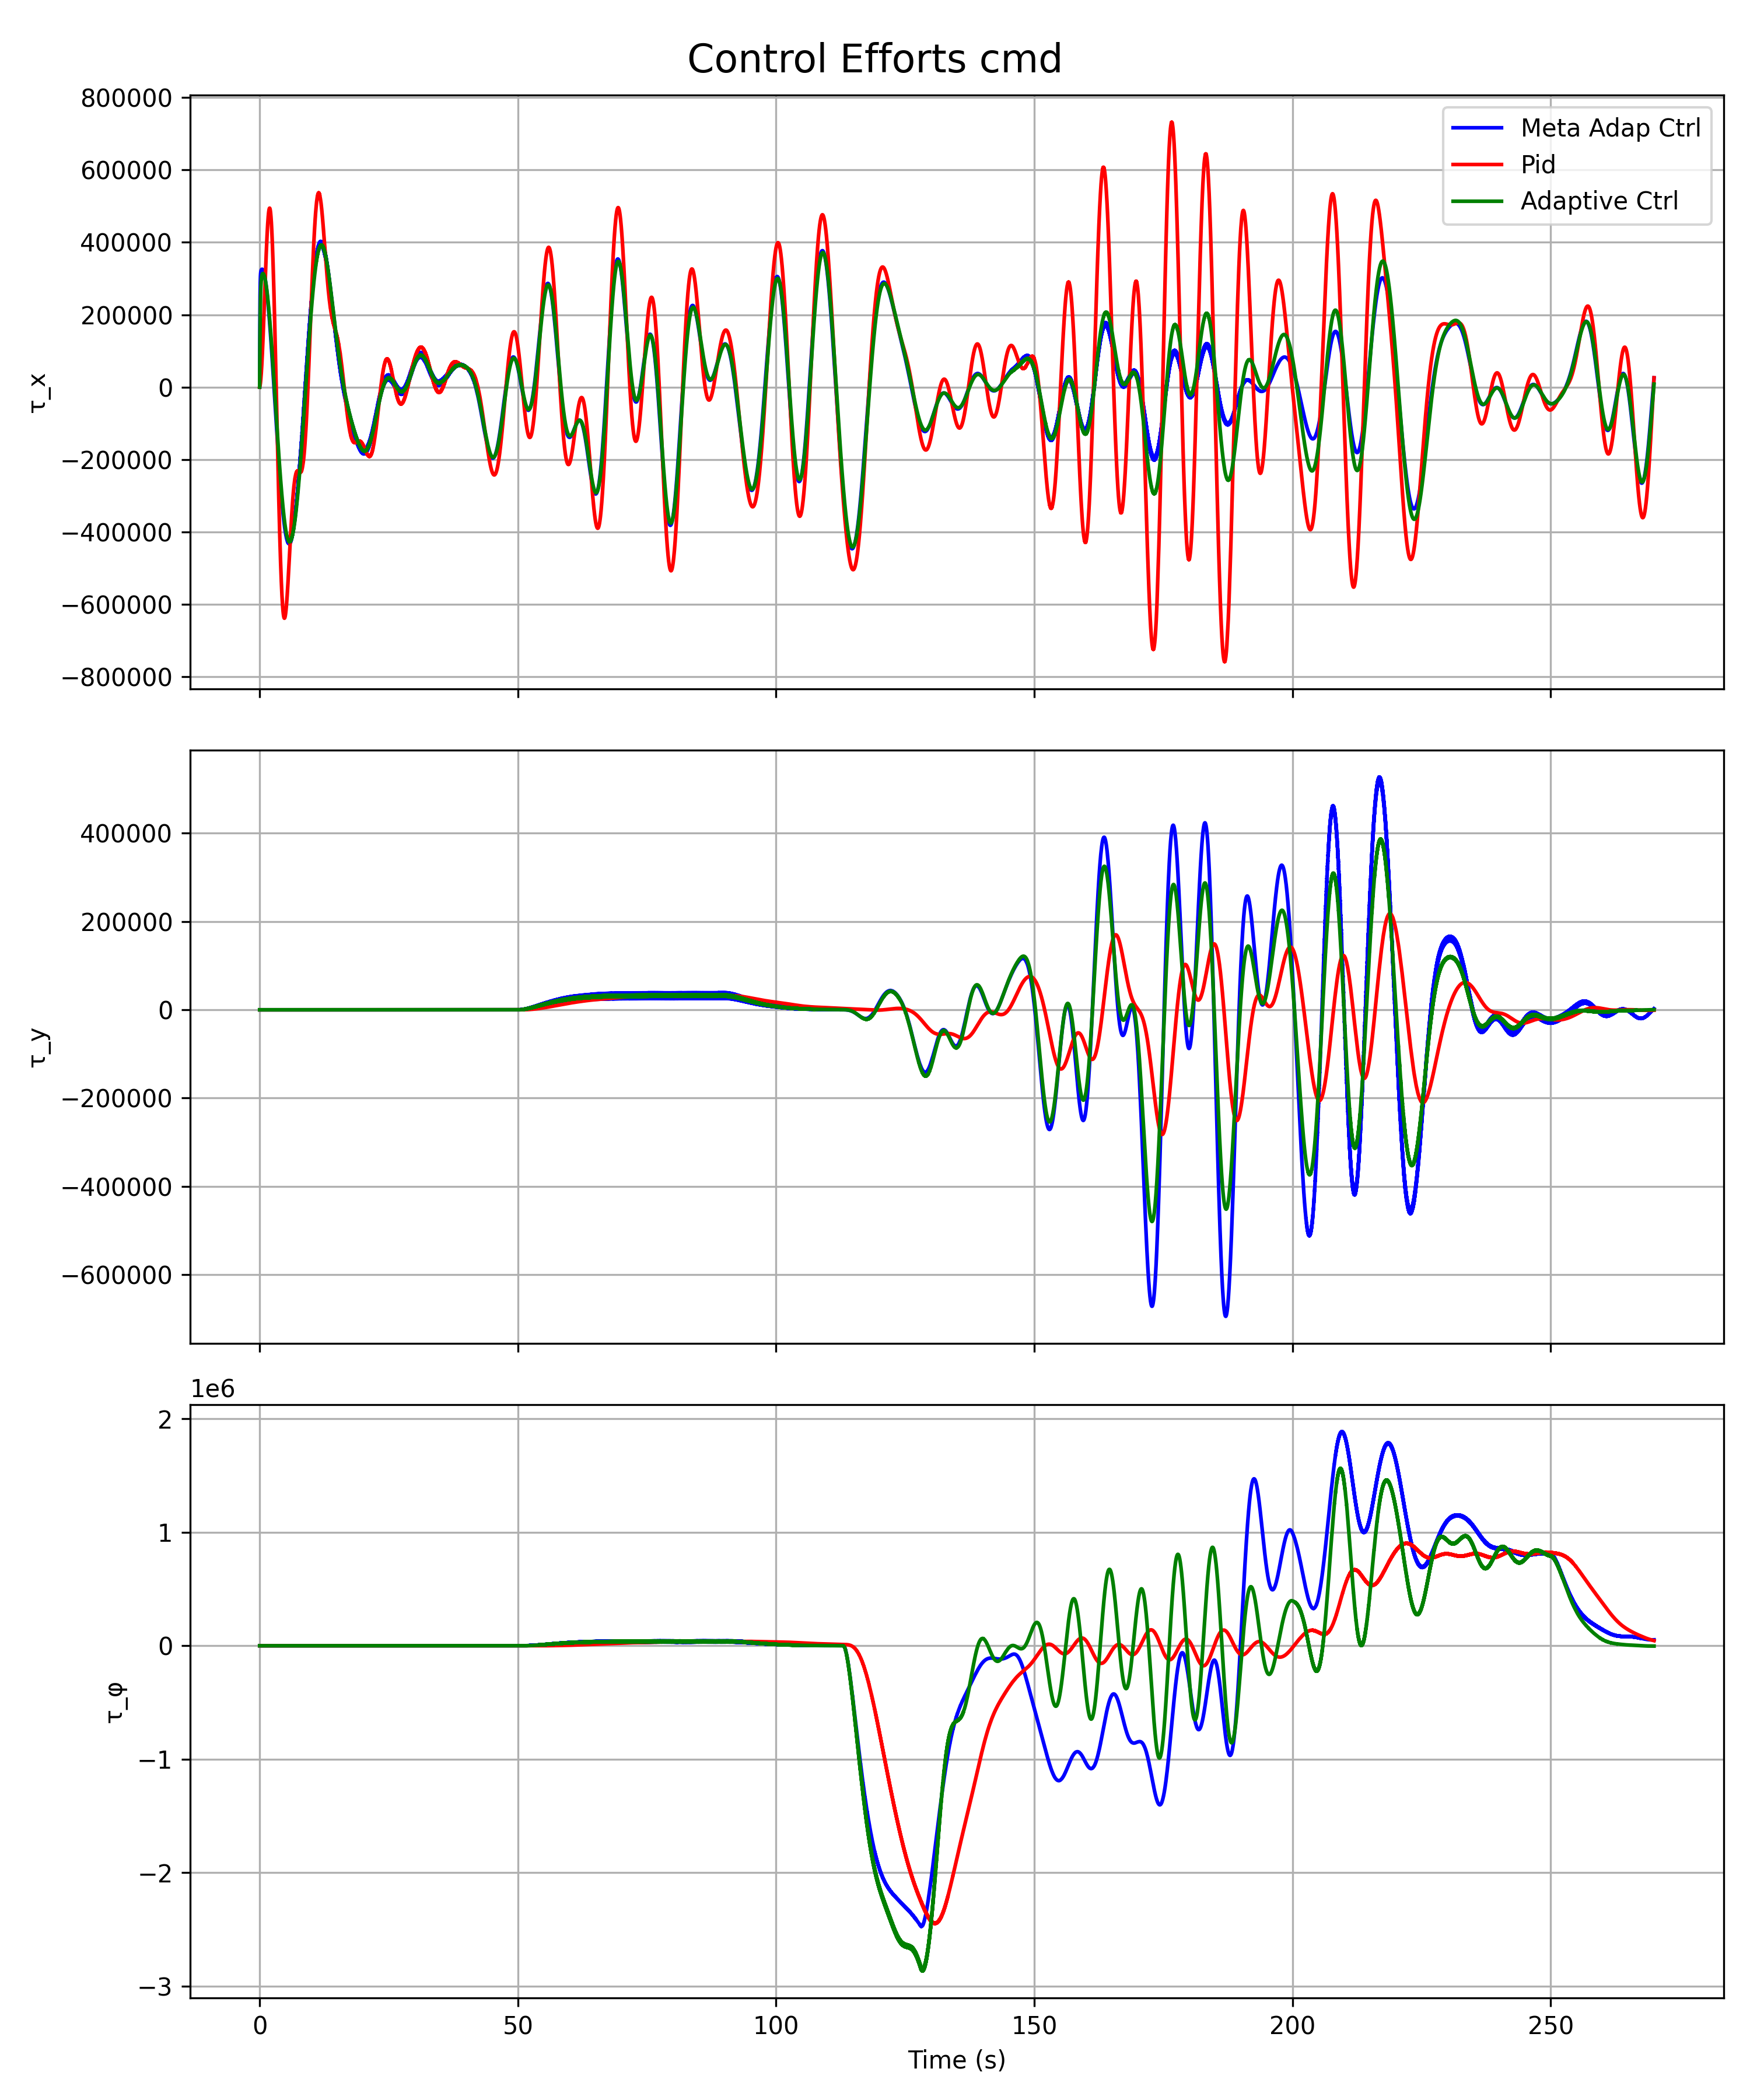 Control Efforts cmd
800000
600000
400000
200000
0
−200000
−400000
−600000
−800000
τ_x
Meta Adap Ctrl
Pid
Adaptive Ctrl
400000
200000
0
−200000
−400000
−600000
τ_y
1e6
2
1
0
−1
−2
−3
τ_φ
0 50 100 150 200 250
Time (s)